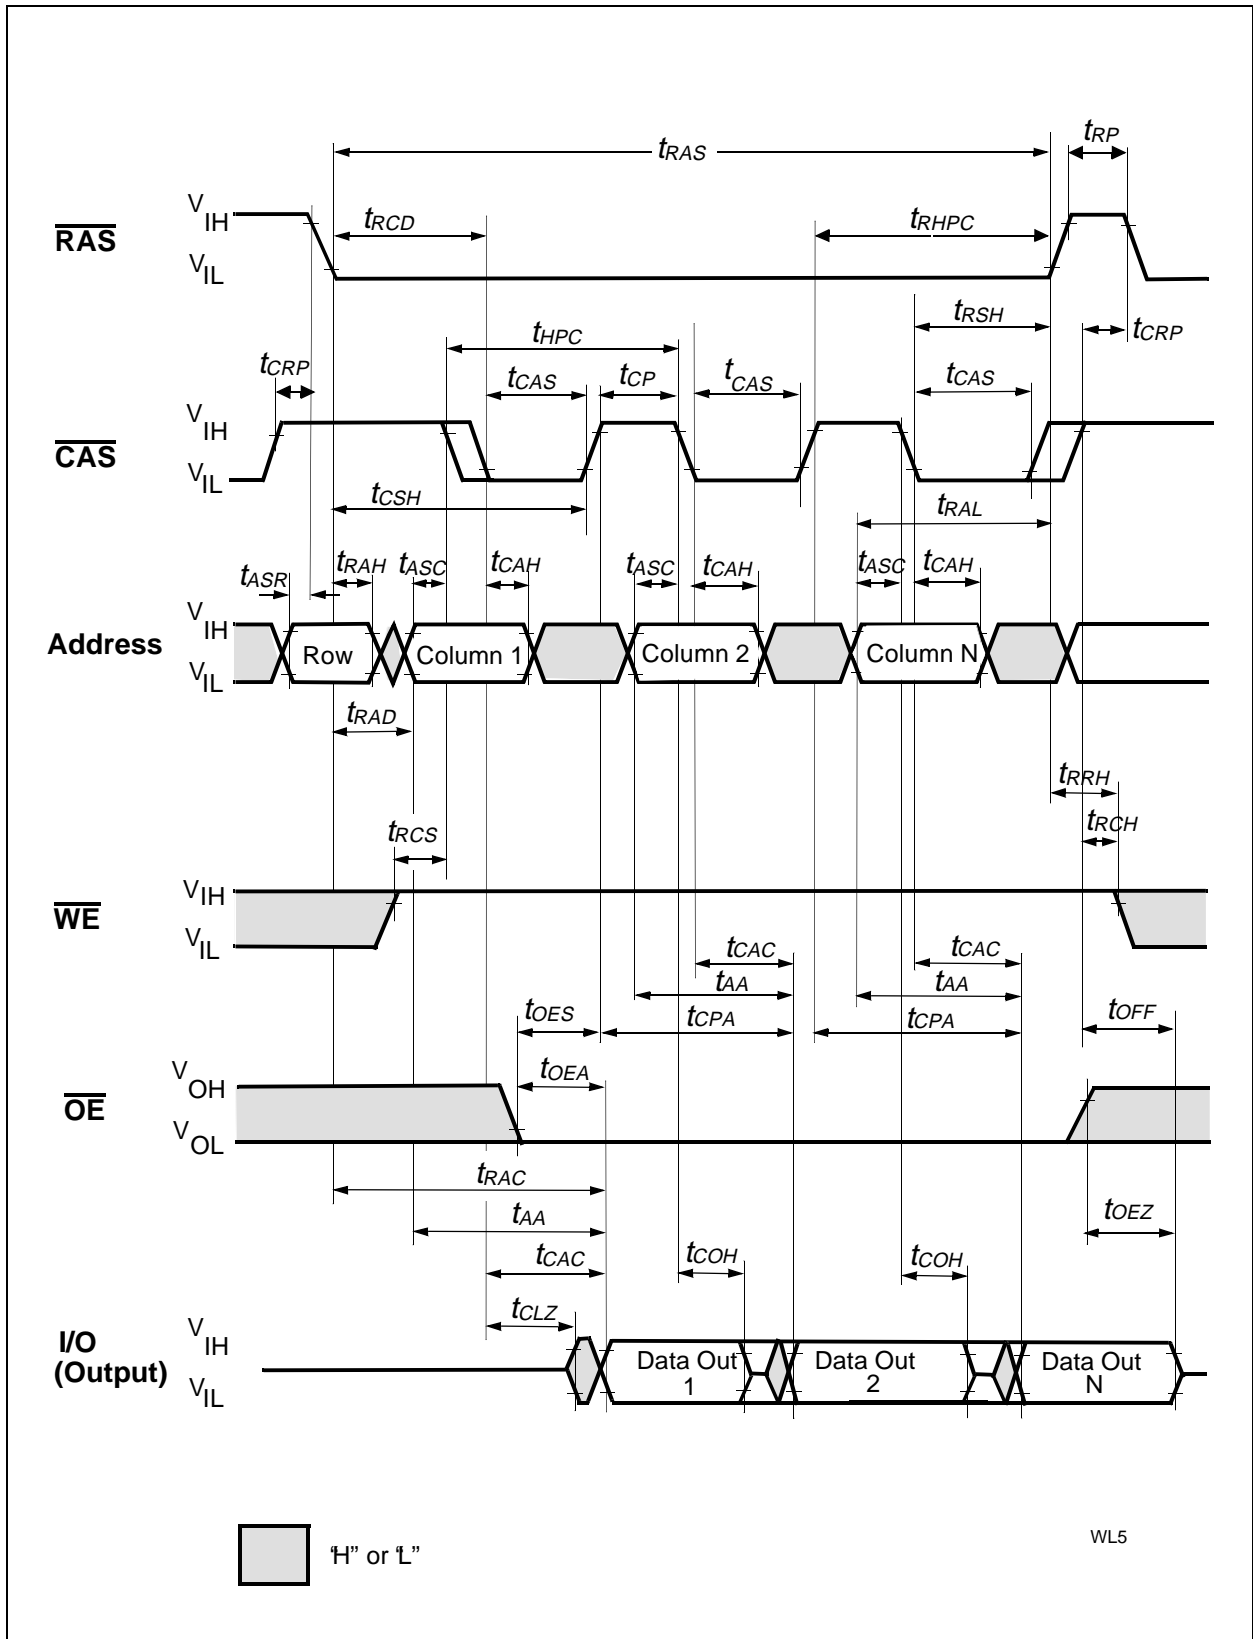 tRAS
tRP
VIH
RAS
VIL
tRCD
tRHPC
tRSH
tCRP
tHPC
tCRP
tCAS
tCP
tCAS
tCAS
VIH
CAS
VIL
tCSH
tRAL
tASR
tRAH
tASC
tCAH
tASC
tCAH
tASC
tCAH
VIH
Address
VIL
Row
Column 1
Column 2
Column N
tRAD
tRRH
tRCH
tRCS
VIH
WE
VIL
tCAC
tCAC
tAA
tAA
tOES
tCPA
tCPA
tOFF
tOEA
VOH
OE
VOL
tRAC
tAA
tOEZ
tCAC
tCOH
tCOH
tCLZ
VIH
I/O
(Output)
VIL
Data Out
1
Data Out
2
Data Out
N
“H” or “L”
WL5